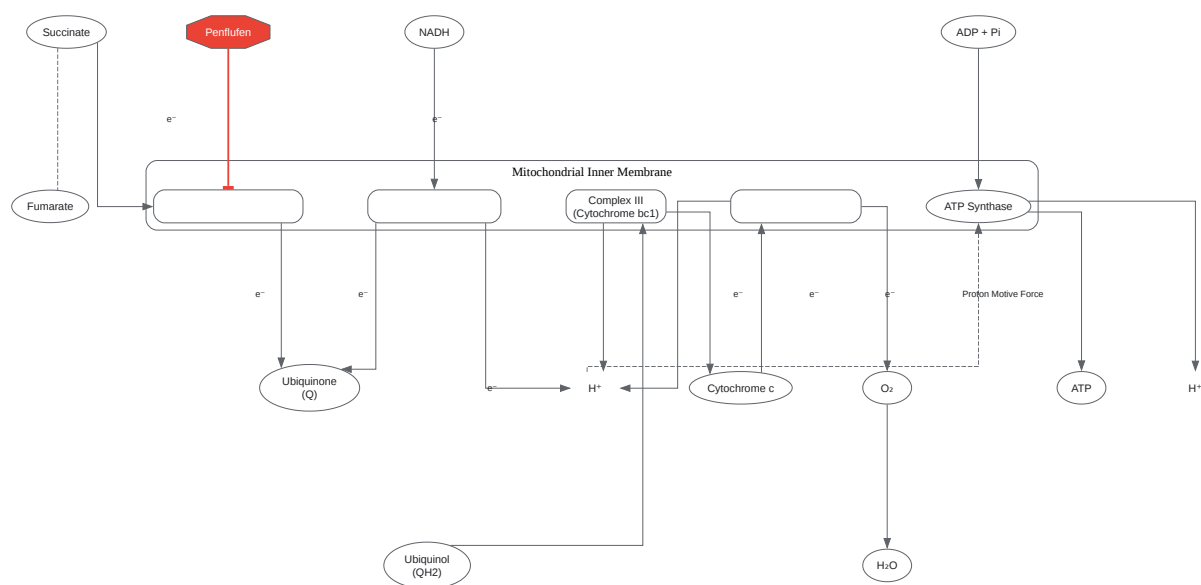 Succinate
Penflufen
NADH
ADP + Pi
e⁻
e⁻
Mitochondrial Inner Membrane
Fumarate
Complex III
(Cytochrome bc1)
ATP Synthase
e⁻
e⁻
e⁻
e⁻
e⁻
Proton Motive Force
Ubiquinone
(Q)
e⁻
H⁺
Cytochrome c
O₂
ATP
H⁺
Ubiquinol
(QH2)
H₂O